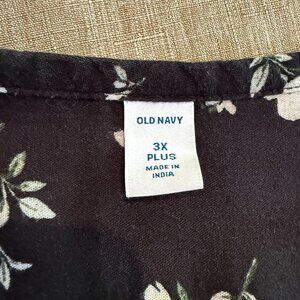 OLD NAVY
3X
PLUS
MADE IN
INDIA